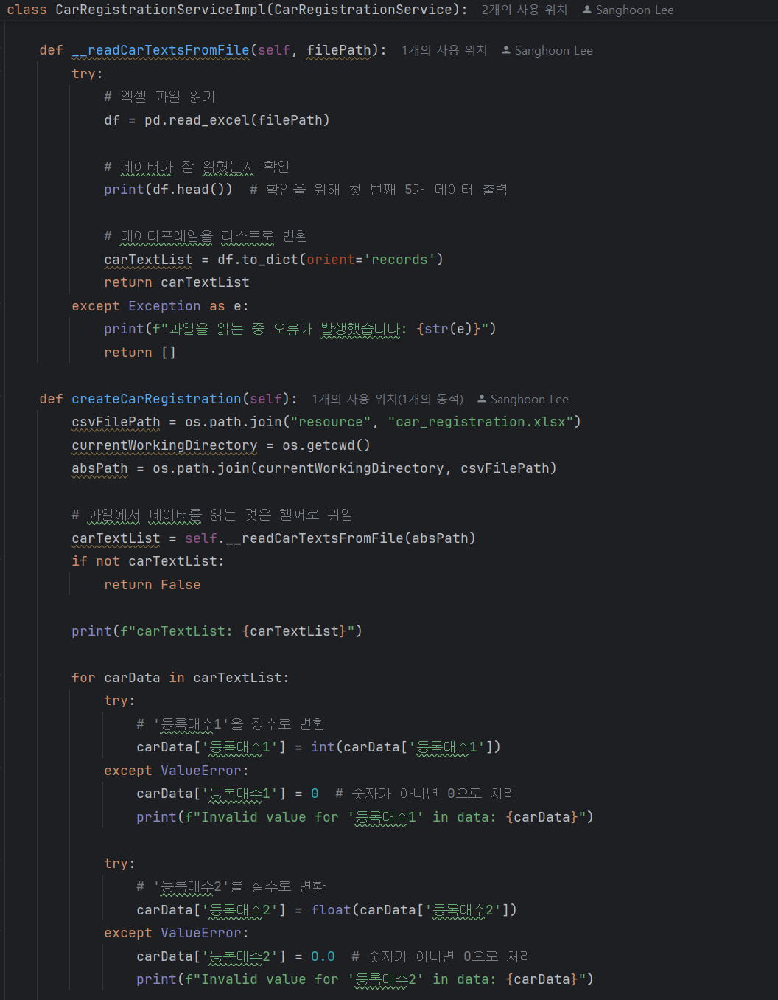 class CarRegistrationServiceImpl(CarRegistrationService): 2개의 사용 위치 Sanghoon Lee
def __readCarTextsFromFile(self, filePath): 1개의 사용 위치 Sanghoon Lee
try:
# 엑셀 파일 읽기
df = pd.read_excel(filePath)
# 데이터가 잘 읽혔는지 확인
print(df.head()) # 확인을 위해 첫 번째 5개 데이터 출력
# 데이터프레임을 리스트로 변환
carTextList = df.to_dict(orient='records')
return carTextList
except Exception as e:
print(f"파일을 읽는 중 오류가 발생했습니다: {str(e)}")
return []
def createCarRegistration(self): 1개의 사용 위치(1개의 동적) Sanghoon Lee
csvFilePath = os.path.join("resource", "car_registration.xlsx")
currentWorkingDirectory = os.getcwd()
absPath = os.path.join(currentWorkingDirectory, csvFilePath)
# 파일에서 데이터를 읽는 것은 헬퍼로 위임
carTextList = self.__readCarTextsFromFile(absPath)
if not carTextList:
return False
print(f"carTextList: {carTextList}")
for carData in carTextList:
try:
# '등록대수1'을 정수로 변환
carData['등록대수1'] = int(carData['등록대수1'])
except ValueError:
carData['등록대수1'] = 0 # 숫자가 아니면 0으로 처리
print(f"Invalid value for '등록대수1' in data: {carData}")
try:
# '등록대수2'를 실수로 변환
carData['등록대수2'] = float(carData['등록대수2'])
except ValueError:
carData['등록대수2'] = 0.0 # 숫자가 아니면 0으로 처리
print(f"Invalid value for '등록대수2' in data: {carData}")